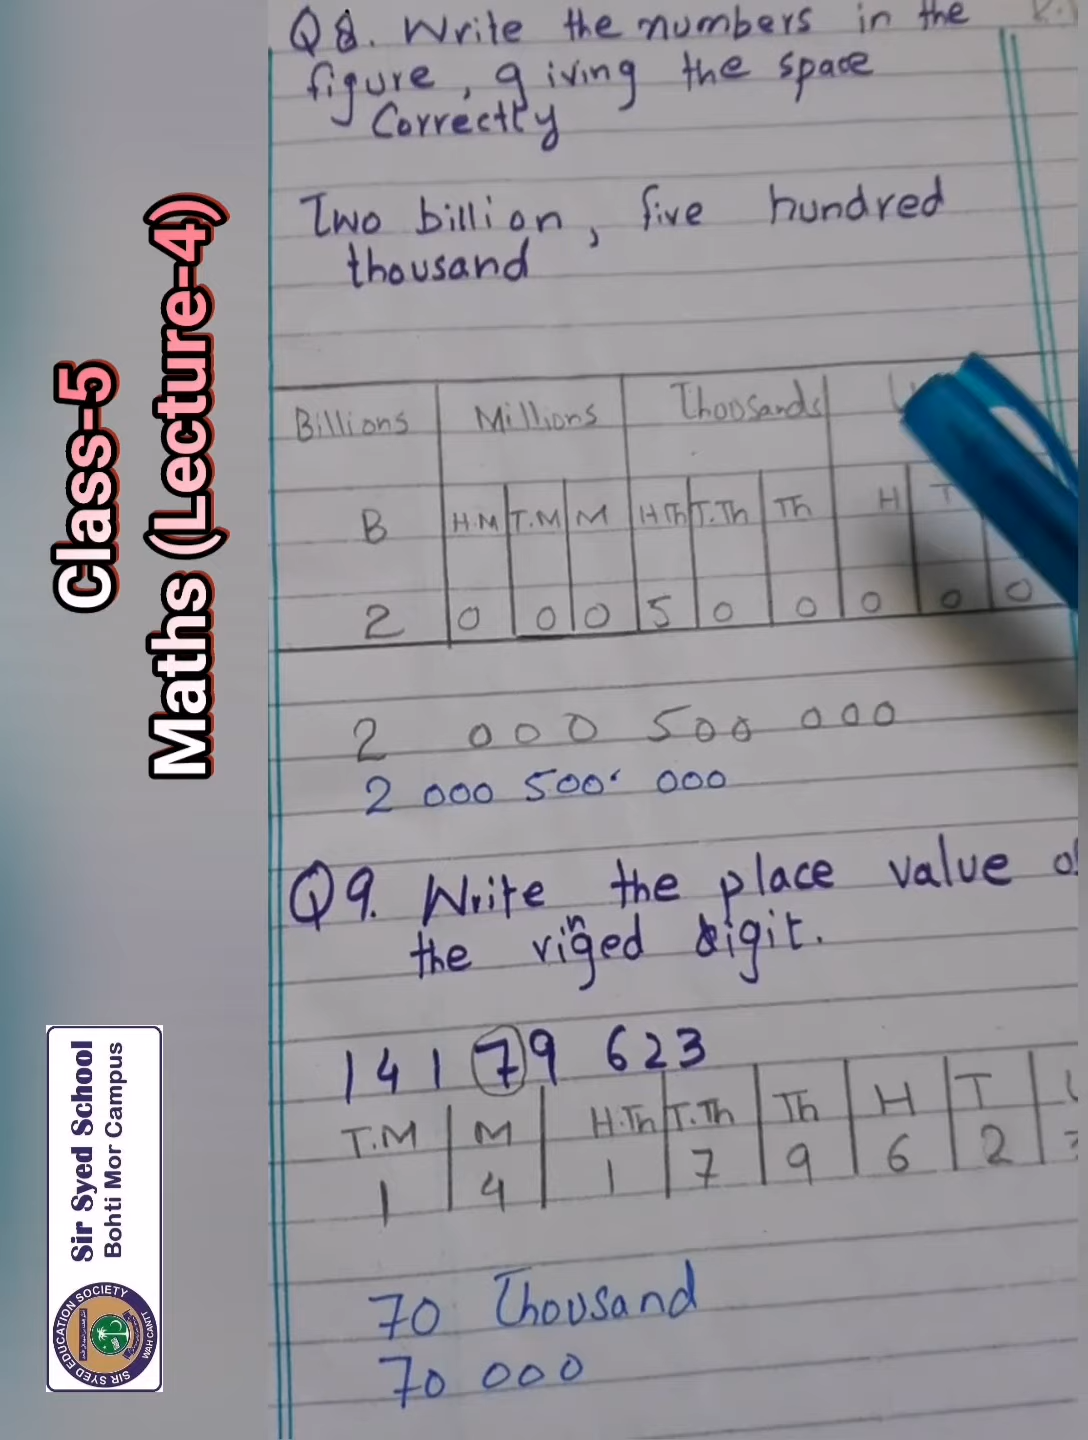 Class-5
Maths (Lecture-4)
Sir Syed School
Bohti Mor Campus
SIR SYED EDUCATION SOCIETY
WAH CANTT
Q8. Write the numbers in the
figure, giving the space
Correctly
Two billion, five hundred
thousand
Billions Millions Thousands
B H.M T.M M H Th T.Th Th H T
2 0 0 0 5 0 0 0 0 0
2 000 500 000
2 000 500 000
Q9. Write the place value of
the ringed digit.
141 79 623
T.M M H.Th T.Th Th H T
1 4 1 7 9 6 2
70 Thousand
70 000